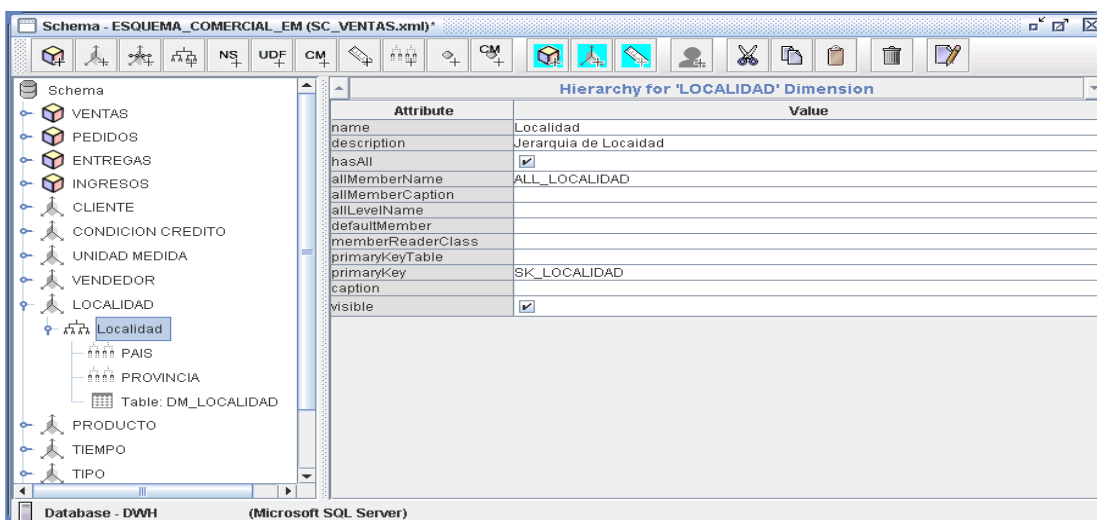 Schema - ESQUEMA_COMERCIAL_EM (SC_VENTAS.xml)*
NS UDF CM CM
Schema
VENTAS
PEDIDOS
ENTREGAS
INGRESOS
CLIENTE
CONDICION CREDITO
UNIDAD MEDIDA
VENDEDOR
LOCALIDAD
Localidad
PAIS
PROVINCIA
Table: DM_LOCALIDAD
PRODUCTO
TIEMPO
TIPO
Hierarchy for 'LOCALIDAD' Dimension
Attribute Value
name Localidad
description Jerarquia de Locaidad
hasAll
allMemberName ALL_LOCALIDAD
allMemberCaption
allLevelName
defaultMember
memberReaderClass
primaryKeyTable
primaryKey SK_LOCALIDAD
caption
visible
Database - DWH (Microsoft SQL Server)